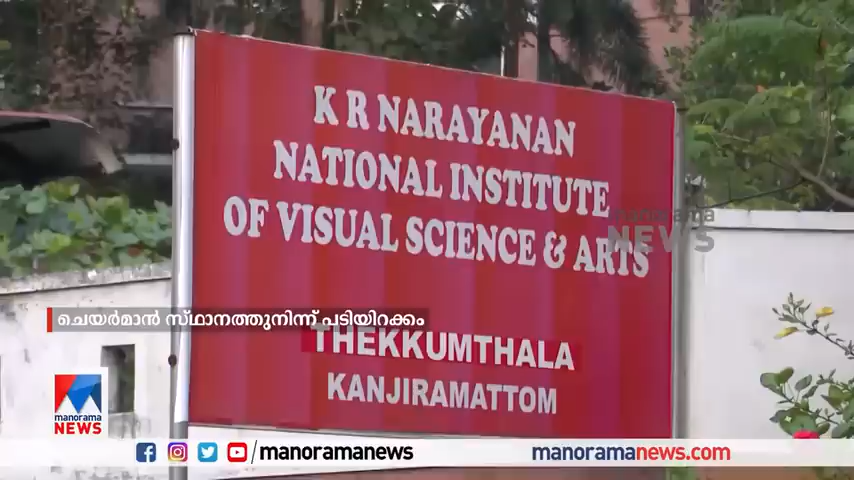 K R NARAYANAN
NATIONAL INSTITUTE
OF VISUAL SCIENCE & ARTS
manorama
NEWS
ചെയർമാൻ സ്ഥാനത്തുനിന്ന് പടിയിറക്കം
THEKKUMTHALA
KANJIRAMATTOM
manorama
NEWS
manoramanews
manoramanews.com